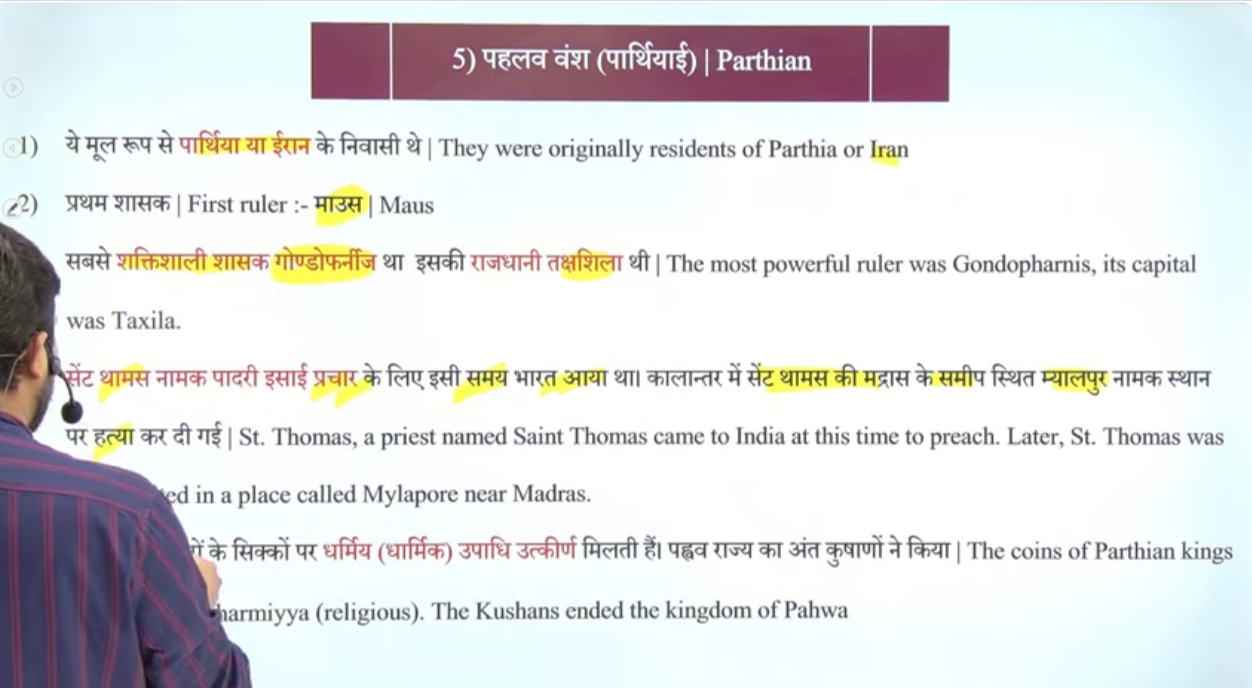 5) पहलव वंश (पार्थियाई) | Parthian
1) ये मूल रूप से पार्थिया या ईरान के निवासी थे | They were originally residents of Parthia or Iran
2) प्रथम शासक | First ruler :- माउस | Maus
सबसे शक्तिशाली शासक गोण्डोफर्नीज था इसकी राजधानी तक्षशिला थी | The most powerful ruler was Gondopharnis, its capital
was Taxila.
सेंट थामस नामक पादरी इसाई प्रचार के लिए इसी समय भारत आया था। कालान्तर में सेंट थामस की मद्रास के समीप स्थित म्यालपुर नामक स्थान
पर हत्या कर दी गई | St. Thomas, a priest named Saint Thomas came to India at this time to preach. Later, St. Thomas was
in a place called Mylapore near Madras.
के सिक्कों पर धर्मिय (धार्मिक) उपाधि उत्कीर्ण मिलती हैं। पह्लव राज्य का अंत कुषाणों ने किया | The coins of Parthian kings
(religious). The Kushans ended the kingdom of Pahwa